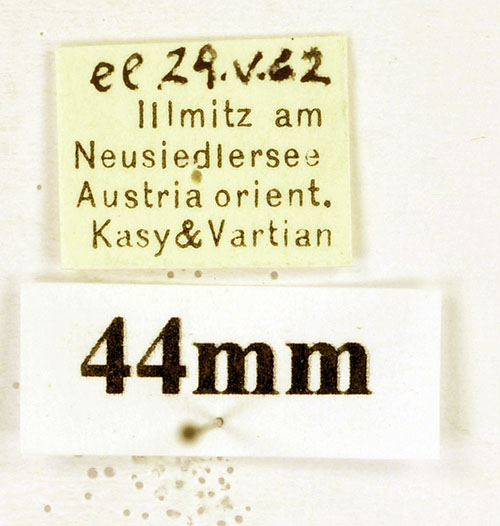 el. 29.V.62
Illmitz am
Neusiedlersee
Austria orient.
Kasy&Vartian
44mm